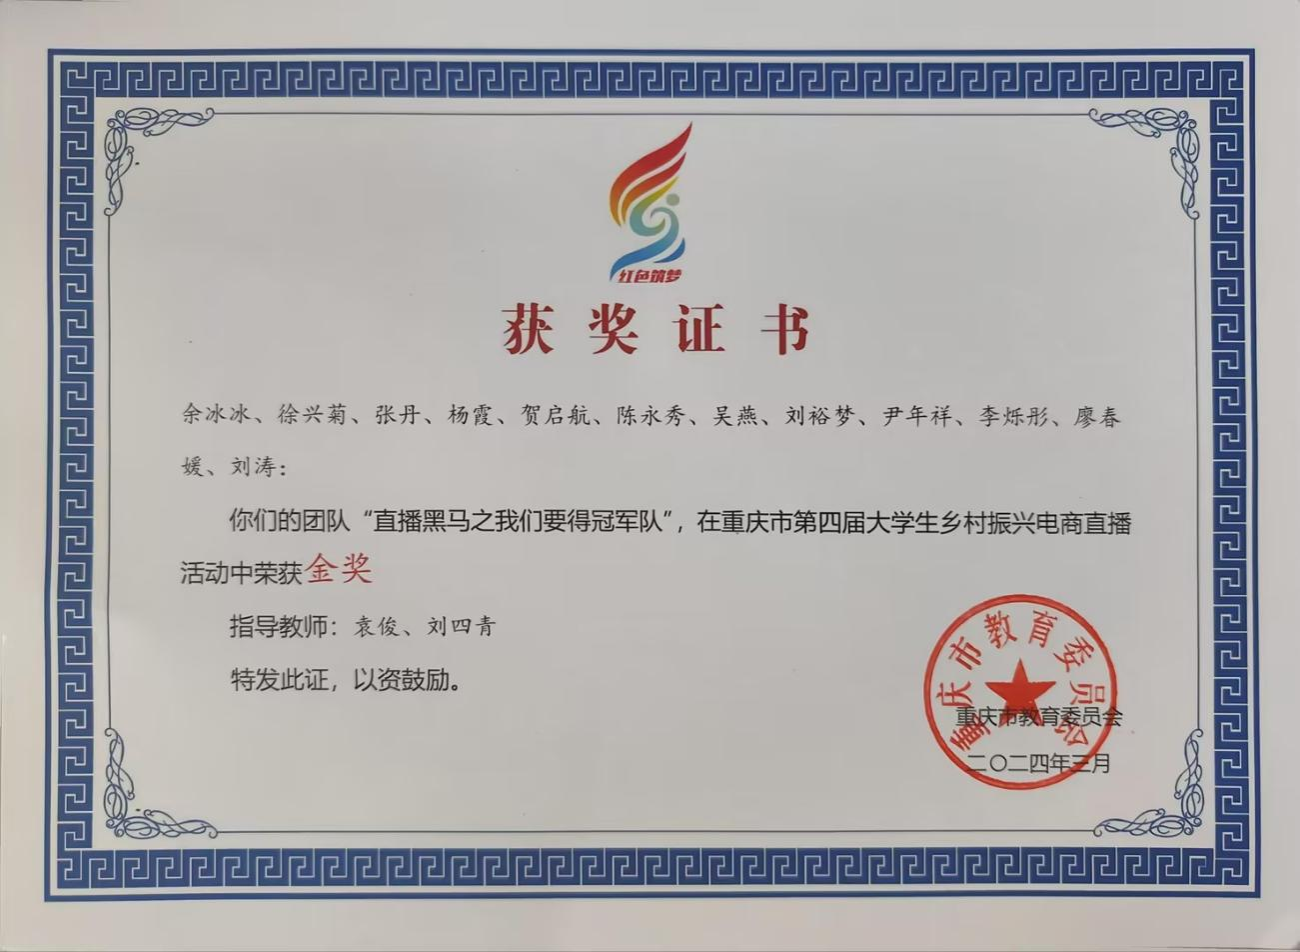 红色筑梦
获奖证书
余冰冰、徐兴菊、张丹、杨霞、贺启航、陈永秀、吴燕、刘裕梦、尹年祥、李烁彤、廖春
媛、刘涛：
你们的团队“直播黑马之我们要得冠军队”，在重庆市第四届大学生乡村振兴电商直播
活动中荣获金奖
指导教师：袁俊、刘四青
特发此证，以资鼓励。
重庆市教育委员会
重庆市教育委员会
二〇二四年三月